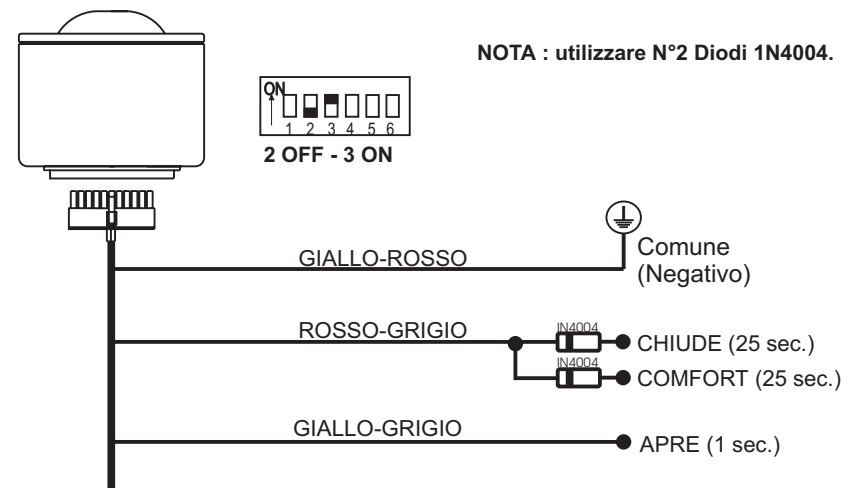 NOTA : utilizzare N°2 Diodi 1N4004.
ON
1 2 3 4 5 6
2 OFF - 3 ON
GIALLO-ROSSO
Comune
(Negativo)
ROSSO-GRIGIO
IN4004
CHIUDE (25 sec.)
IN4004
COMFORT (25 sec.)
GIALLO-GRIGIO
APRE (1 sec.)